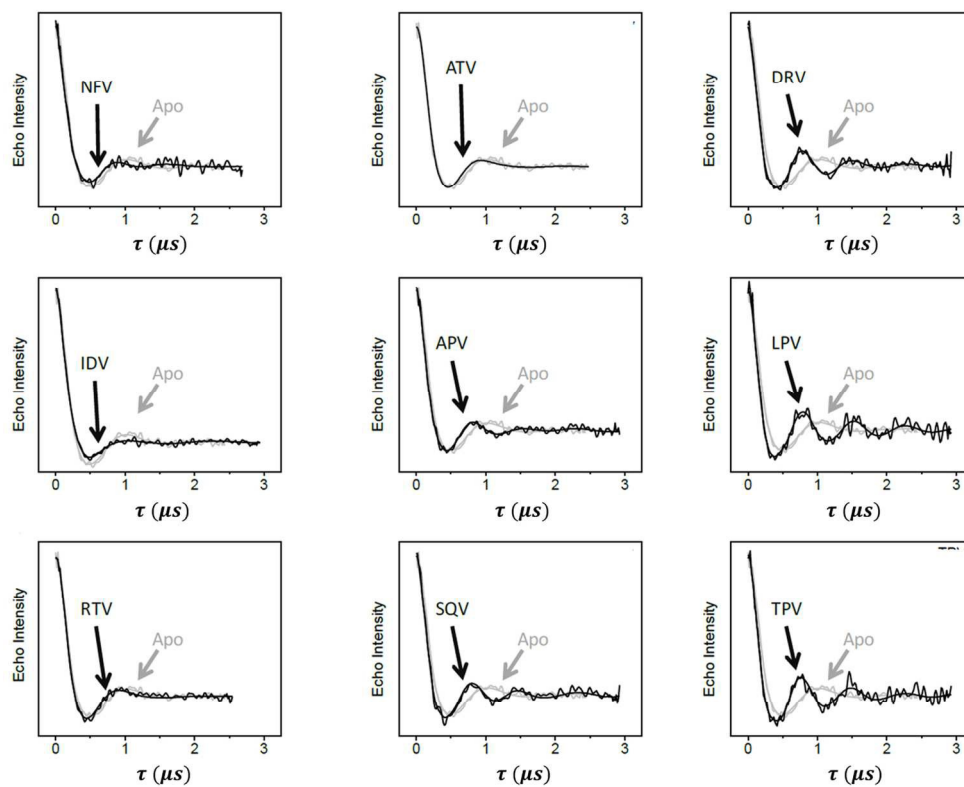 Echo Intensity
NFV
Apo
0 1 2 3
τ (μs)
Echo Intensity
ATV
Apo
0 1 2 3
τ (μs)
Echo Intensity
DRV
Apo
0 1 2 3
τ (μs)
Echo Intensity
IDV
Apo
0 1 2 3
τ (μs)
Echo Intensity
APV
Apo
0 1 2 3
τ (μs)
Echo Intensity
LPV
Apo
0 1 2 3
τ (μs)
Echo Intensity
RTV
Apo
0 1 2 3
τ (μs)
Echo Intensity
SQV
Apo
0 1 2 3
τ (μs)
Echo Intensity
TPV
Apo
0 1 2 3
τ (μs)